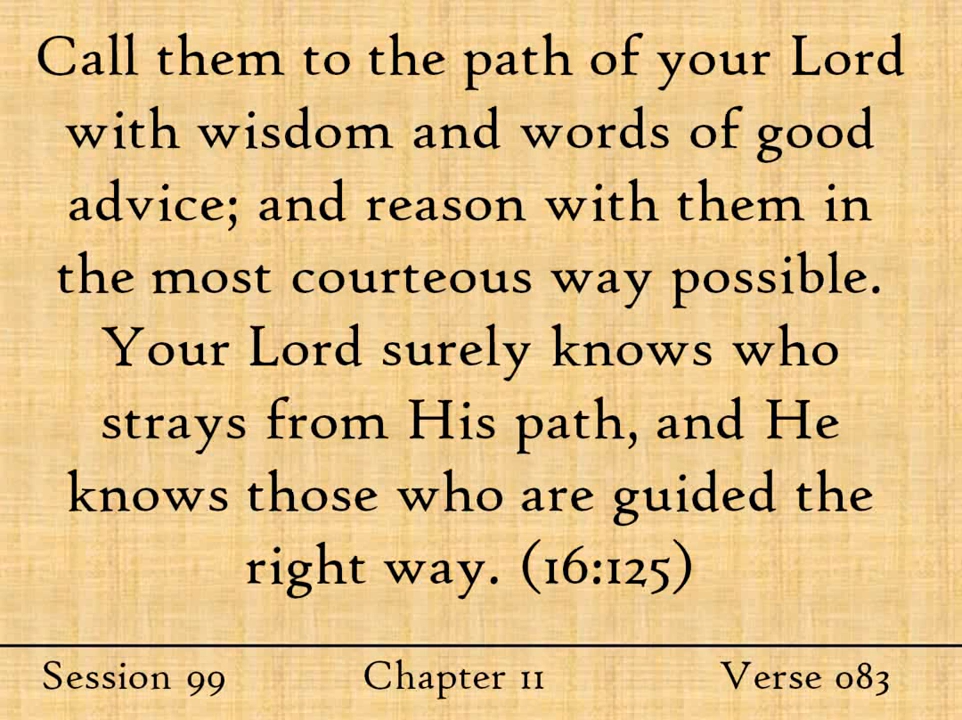 Call them to the path of your Lord
with wisdom and words of good
advice; and reason with them in
the most courteous way possible.
Your Lord surely knows who
strays from His path, and He
knows those who are guided the
right way. (16:125)
Session 99 Chapter 11 Verse 083